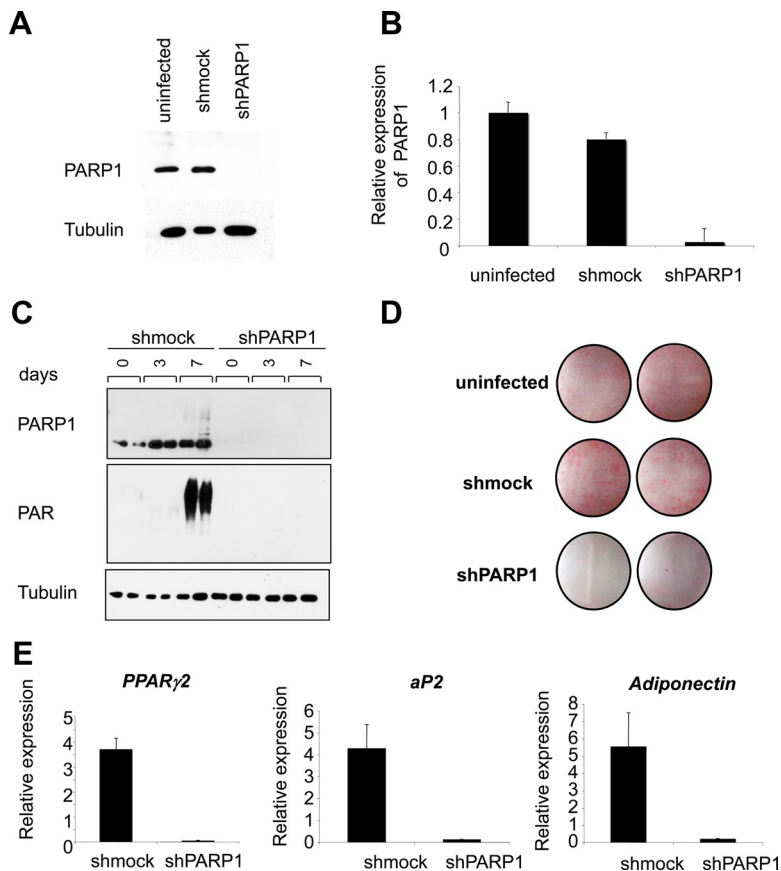 A
uninfected
shmock
shPARP1
PARP1
Tubulin
B
Relative expression
of PARP1
1.2
1
0.8
0.6
0.4
0.2
0
uninfected shmock shPARP1
C
shmock shPARP1
days 0 3 7 0 3 7
PARP1
PAR
Tubulin
D
uninfected
shmock
shPARP1
E
PPARγ2
Relative expression
5
4
3
2
1
0
shmock shPARP1
aP2
Relative expression
6
5
4
3
2
1
0
shmock shPARP1
Adiponectin
Relative expression
8
7
6
5
4
3
2
1
0
shmock shPARP1